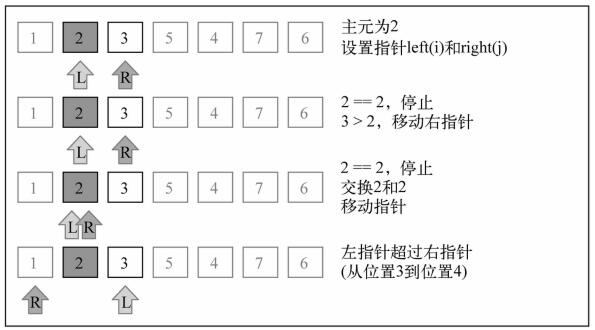 1 2 3 5 4 7 6
主元为2
设置指针left(i)和right(j)
L R
1 2 3 5 4 7 6
2 == 2，停止
3 > 2，移动右指针
L R
1 2 3 5 4 7 6
2 == 2，停止
交换2和2
移动指针
L R
1 2 3 5 4 7 6
左指针超过右指针
(从位置3到位置4)
R L